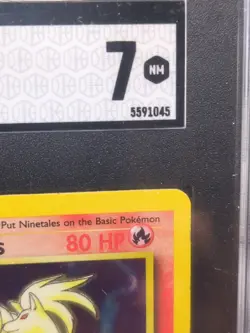 7 NM
5591045
Put Ninetales on the Basic Pokémon
80 HP